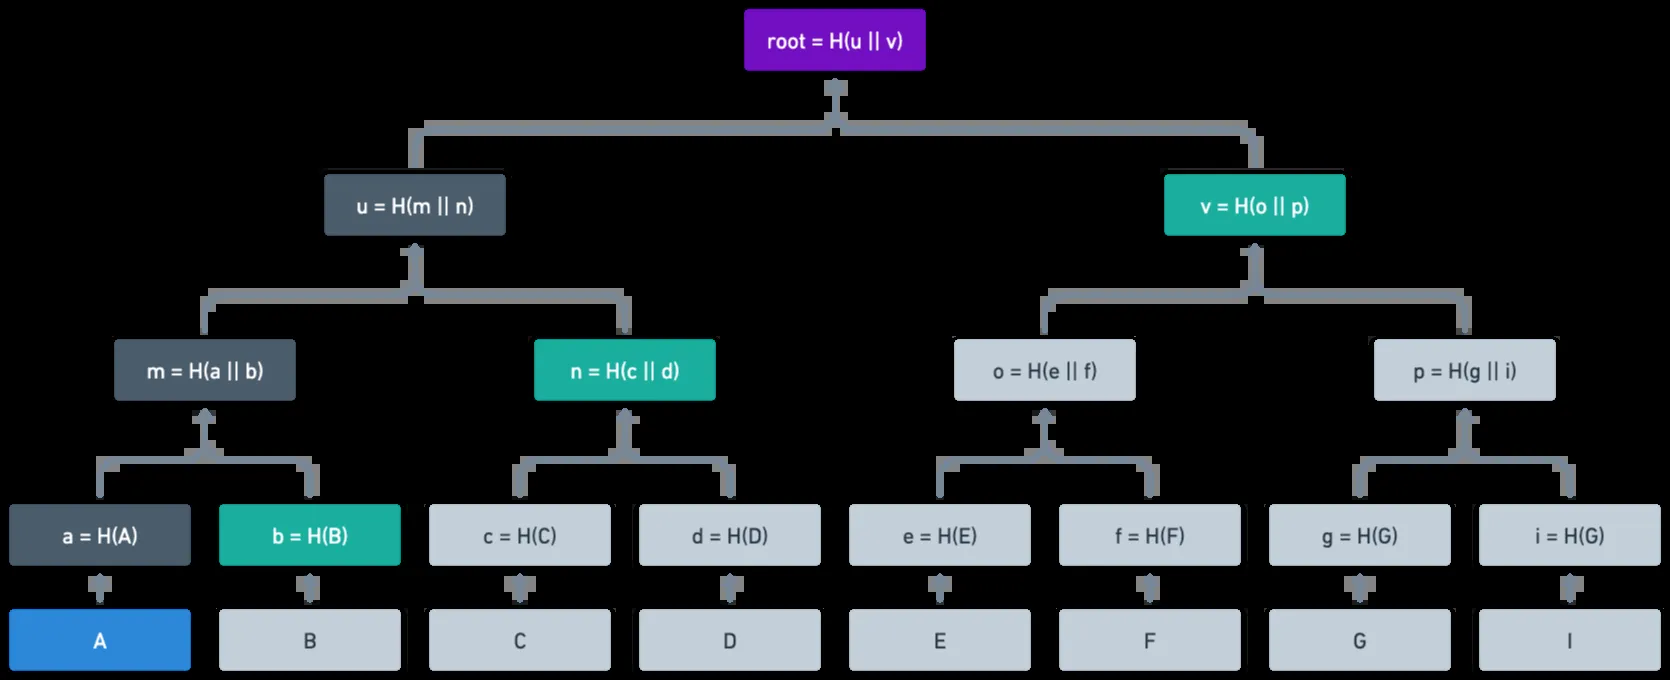 root = H(u || v)
u = H(m || n)
v = H(o || p)
m = H(a || b)
n = H(c || d)
o = H(e || f)
p = H(g || i)
a = H(A)
b = H(B)
c = H(C)
d = H(D)
e = H(E)
f = H(F)
g = H(G)
i = H(G)
A
B
C
D
E
F
G
I